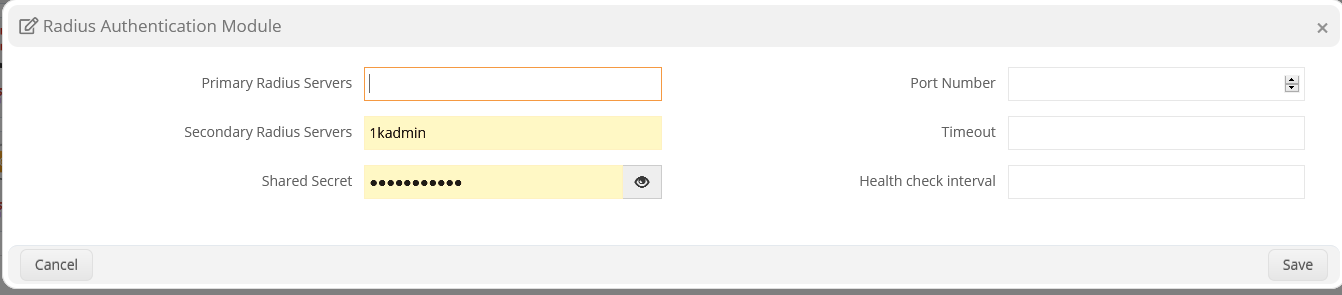 Radius Authentication Module ×
Primary Radius Servers
Port Number
Secondary Radius Servers 1kadmin
Timeout
Shared Secret ●●●●●●●●●●●
Health check interval
Cancel
Save